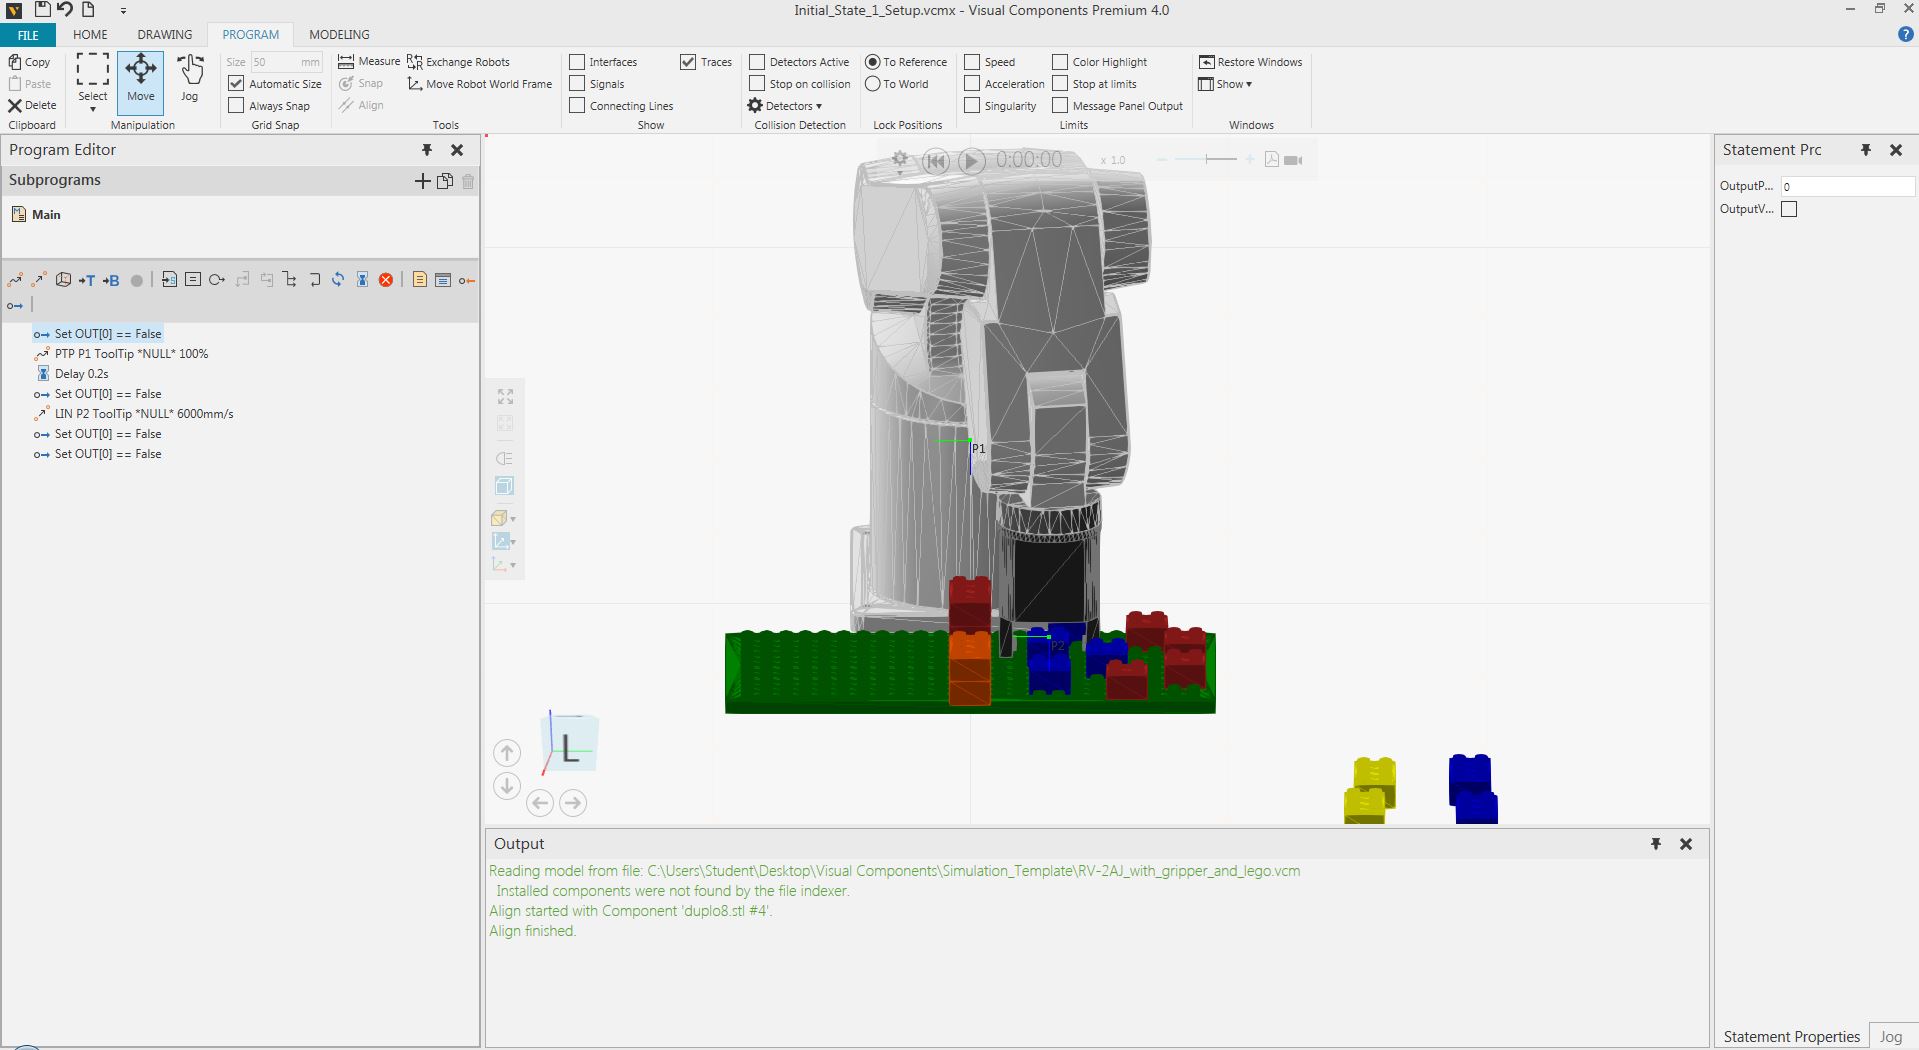 Initial_State_1_Setup.vcmx - Visual Components Premium 4.0
FILE HOME DRAWING PROGRAM MODELING
Copy
Paste
Delete
Clipboard
Select
Move
Jog
Manipulation
Size 50 mm
Automatic Size
Always Snap
Grid Snap
Measure
Snap
Align
Exchange Robots
Move Robot World Frame
Tools
Interfaces
Signals
Connecting Lines
Traces
Show
Detectors Active
Stop on collision
Detectors
Collision Detection
To Reference
To World
Lock Positions
Speed
Acceleration
Singularity
Color Highlight
Stop at limits
Message Panel Output
Limits
Restore Windows
Show
Windows
Program Editor
Subprograms
Main
Set OUT[0] == False
PTP P1 ToolTip *NULL* 100%
Delay 0.2s
Set OUT[0] == False
LIN P2 ToolTip *NULL* 6000mm/s
Set OUT[0] == False
Set OUT[0] == False
0:00:00 x 1.0
P1
P2
L
Output
Reading model from file: C:\Users\Student\Desktop\Visual Components\Simulation_Template\RV-2AJ_with_gripper_and_lego.vcm
Installed components were not found by the file indexer.
Align started with Component 'duplo8.stl #4'.
Align finished.
Statement Prc
OutputP... 0
OutputV...
Statement Properties Jog